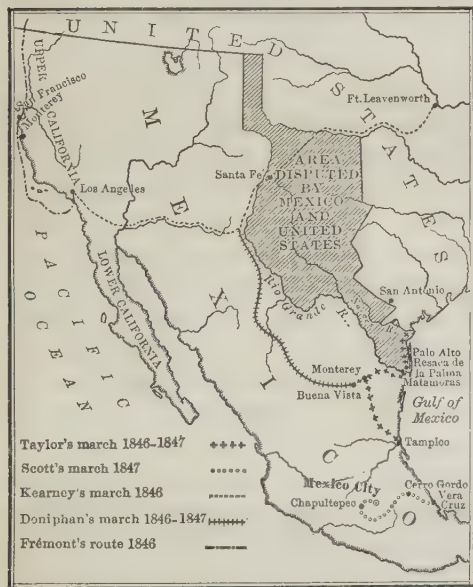 UNITED
STATES
MEXICO
UPPER
CALIFORNIA
San Francisco
Monterey
Los Angeles
Santa Fe
Ft. Leavenworth
AREA
DISPUTED
BY
MEXICO
AND
UNITED
STATES
PACIFIC
OCEAN
LOWER CALIFORNIA
Rio Grande R.
San Antonio
Palo Alto
Resaca de
la Palma
Matamoras
Monterey
Buena Vista
Gulf of
Mexico
Tampico
Mexico City
Chapultepec
Cerro Gordo
Vera
Cruz
Taylor's march 1846-1847
Scott's march 1847
Kearney's march 1846
Doniphan's march 1846-1847
Frémont's route 1846